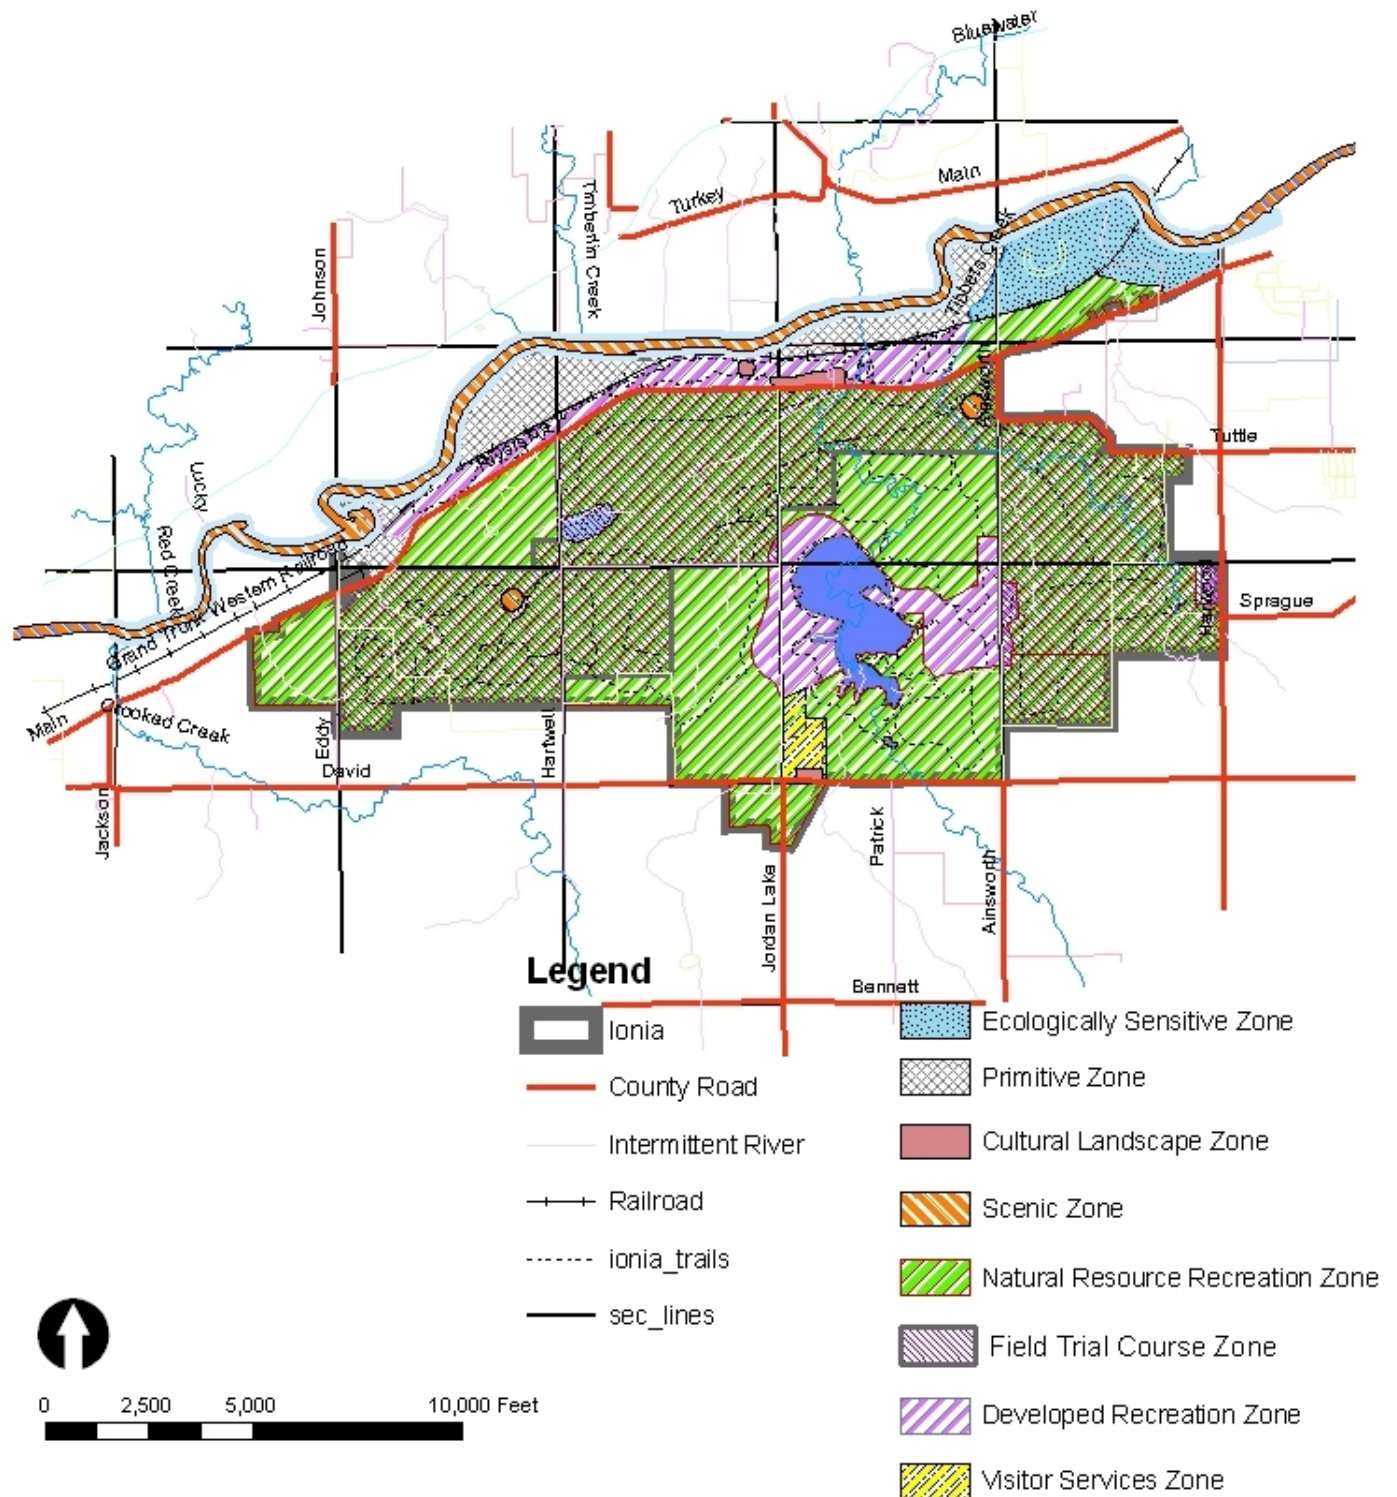 Bluewater
Main
Turkey
Timberlin Creek
Tibbets Creek
Johnson
Ainsworth
Tuttle
Riverside
Lucky
Red Creek
Grand Trunk Western Railroad
Sprague
Main
Crooked Creek
Eddy
Hartwell
David
Jackson
Patrick
Jordan Lake
Ainsworth
Bennett
Legend
Ionia
County Road
Intermittent River
Railroad
ionia_trails
sec_lines
Ecologically Sensitive Zone
Primitive Zone
Cultural Landscape Zone
Scenic Zone
Natural Resource Recreation Zone
Field Trial Course Zone
Developed Recreation Zone
Visitor Services Zone
0 2,500 5,000 10,000 Feet